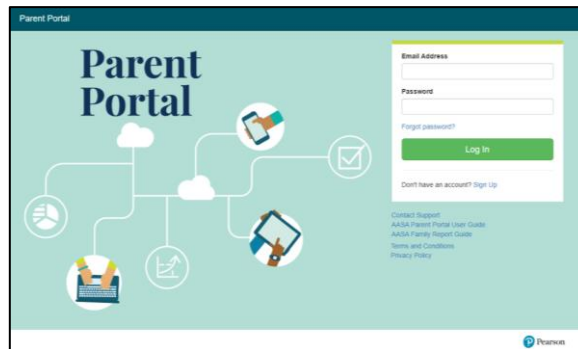 Parent Portal
Parent
Portal
Email Address
Password
Forgot password?
Log In
Don't have an account? Sign Up
Contact Support
AASA Parent Portal User Guide
AASA Family Report Guide
Terms and Conditions
Privacy Policy
Pearson